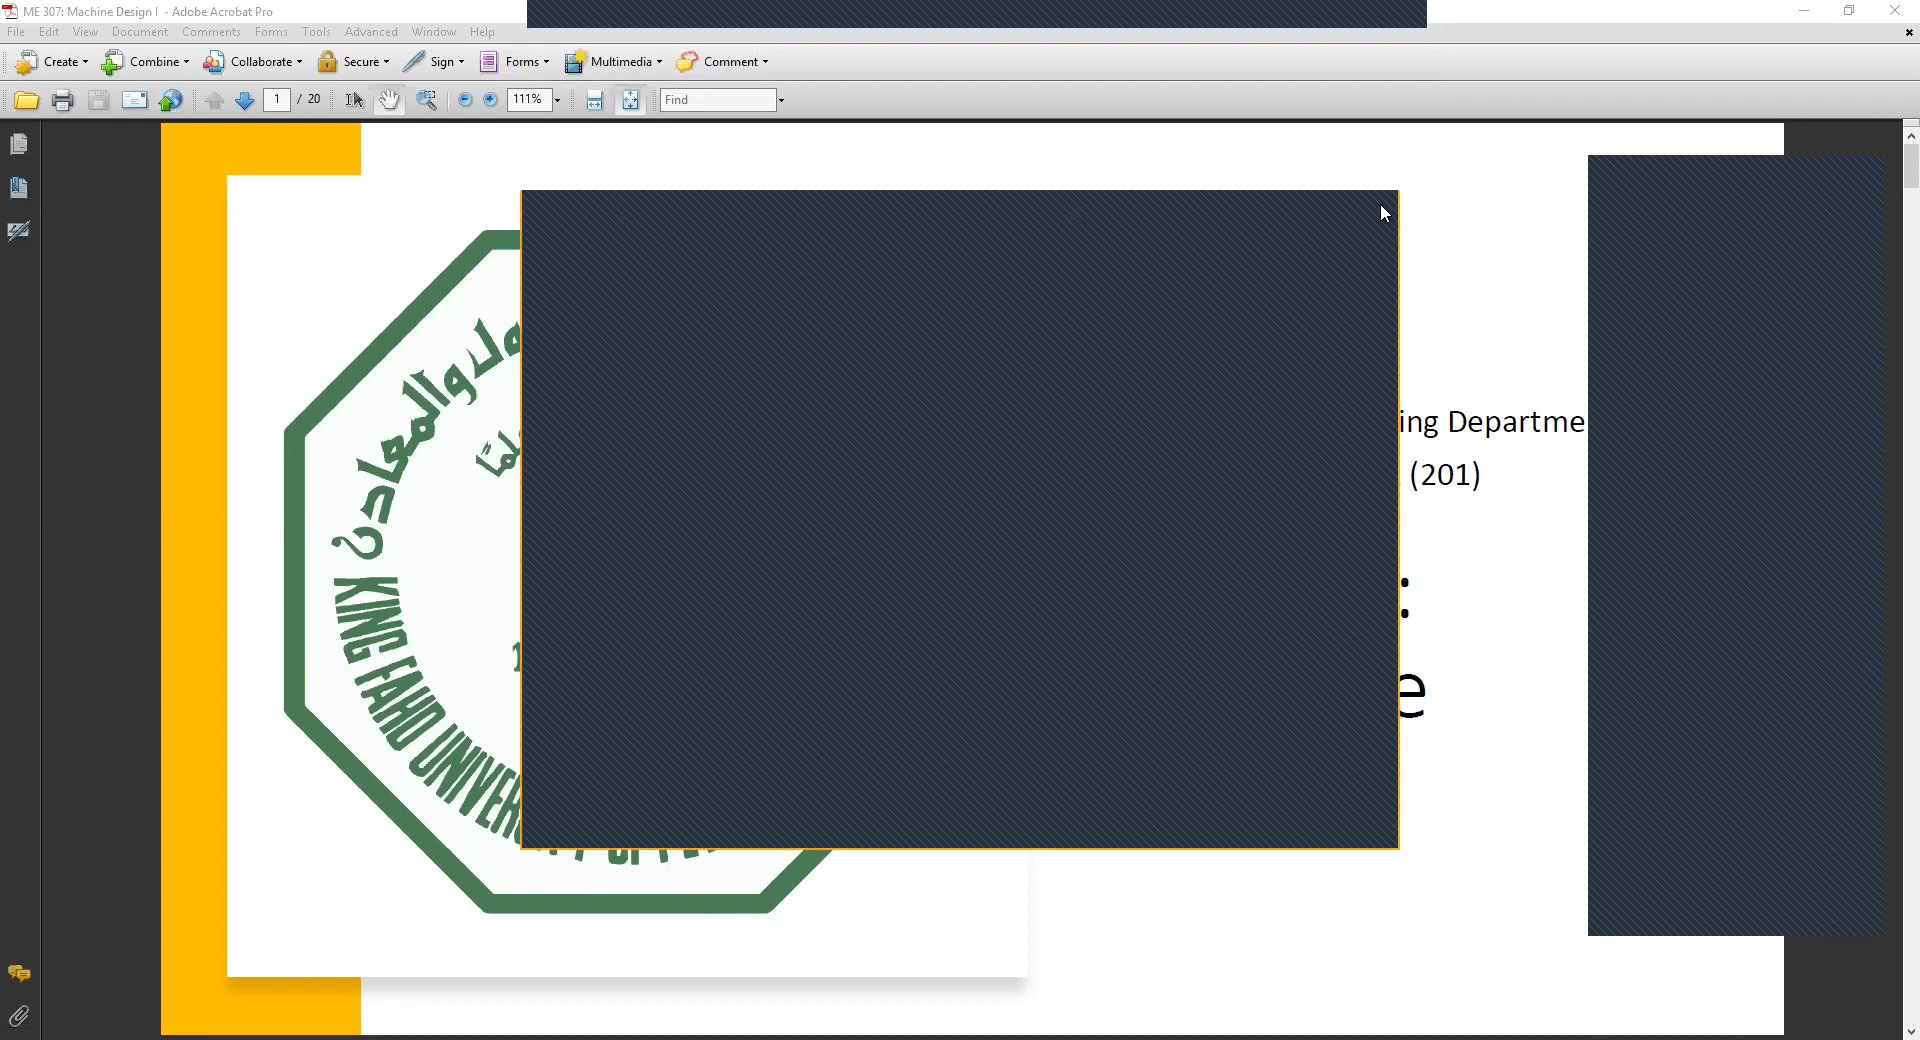 ME 307: Machine Design I - Adobe Acrobat Pro
File Edit View Document Comments Forms Tools Advanced Window Help
Create Combine Collaborate Secure Sign Forms Multimedia Comment
1 / 20 111% Find
والمعادن
KING FAHD
ing Departme
(201)
:
e